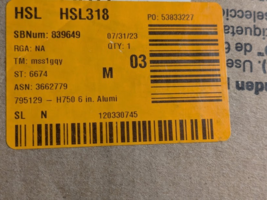 HSL HSL318
PO: 53833227
SBNum: 839649 07/31/23
RGA: NA QTY: 1
TM: mss1gqy 03
ST: 6674 M
ASN: 3662779
795129 - H750 6 in. Alumi
SL N 120330745